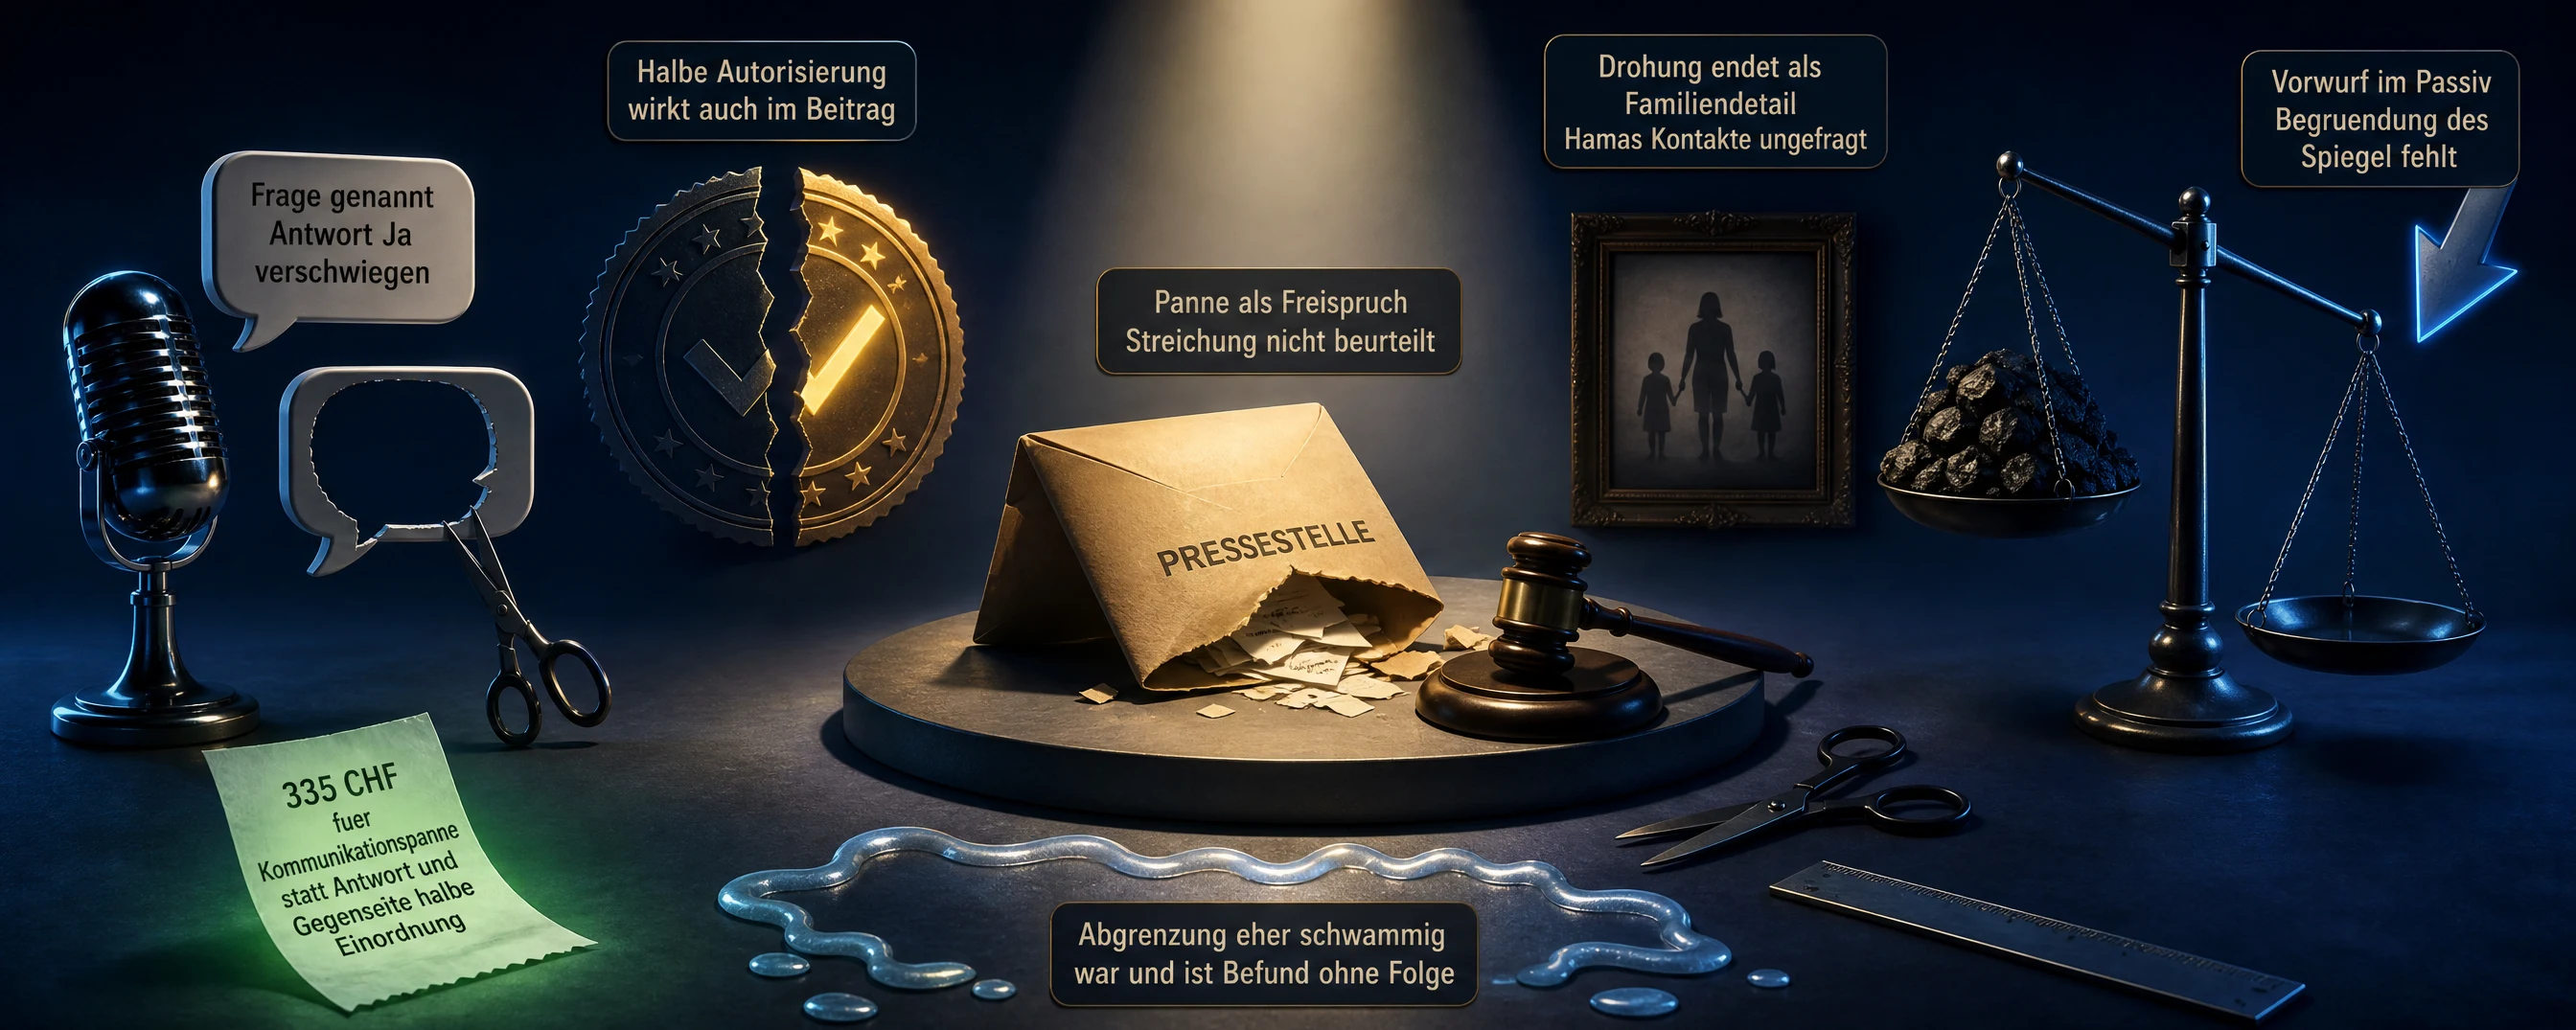 Frage genannt
Antwort Ja
verschwiegen
Halbe Autorisierung
wirkt auch im Beitrag
Panne als Freispruch
Streichung nicht beurteilt
Drohung endet als
Familiendetail
Hamas Kontakte ungefragt
Vorwurf im Passiv
Begruendung des
Spiegel fehlt
PRESSESTELLE
335 CHF
fuer
Kommunikationspanne
statt Antwort und
Gegenseite halbe
Einordnung
Abgrenzung eher schwammig
war und ist Befund ohne Folge